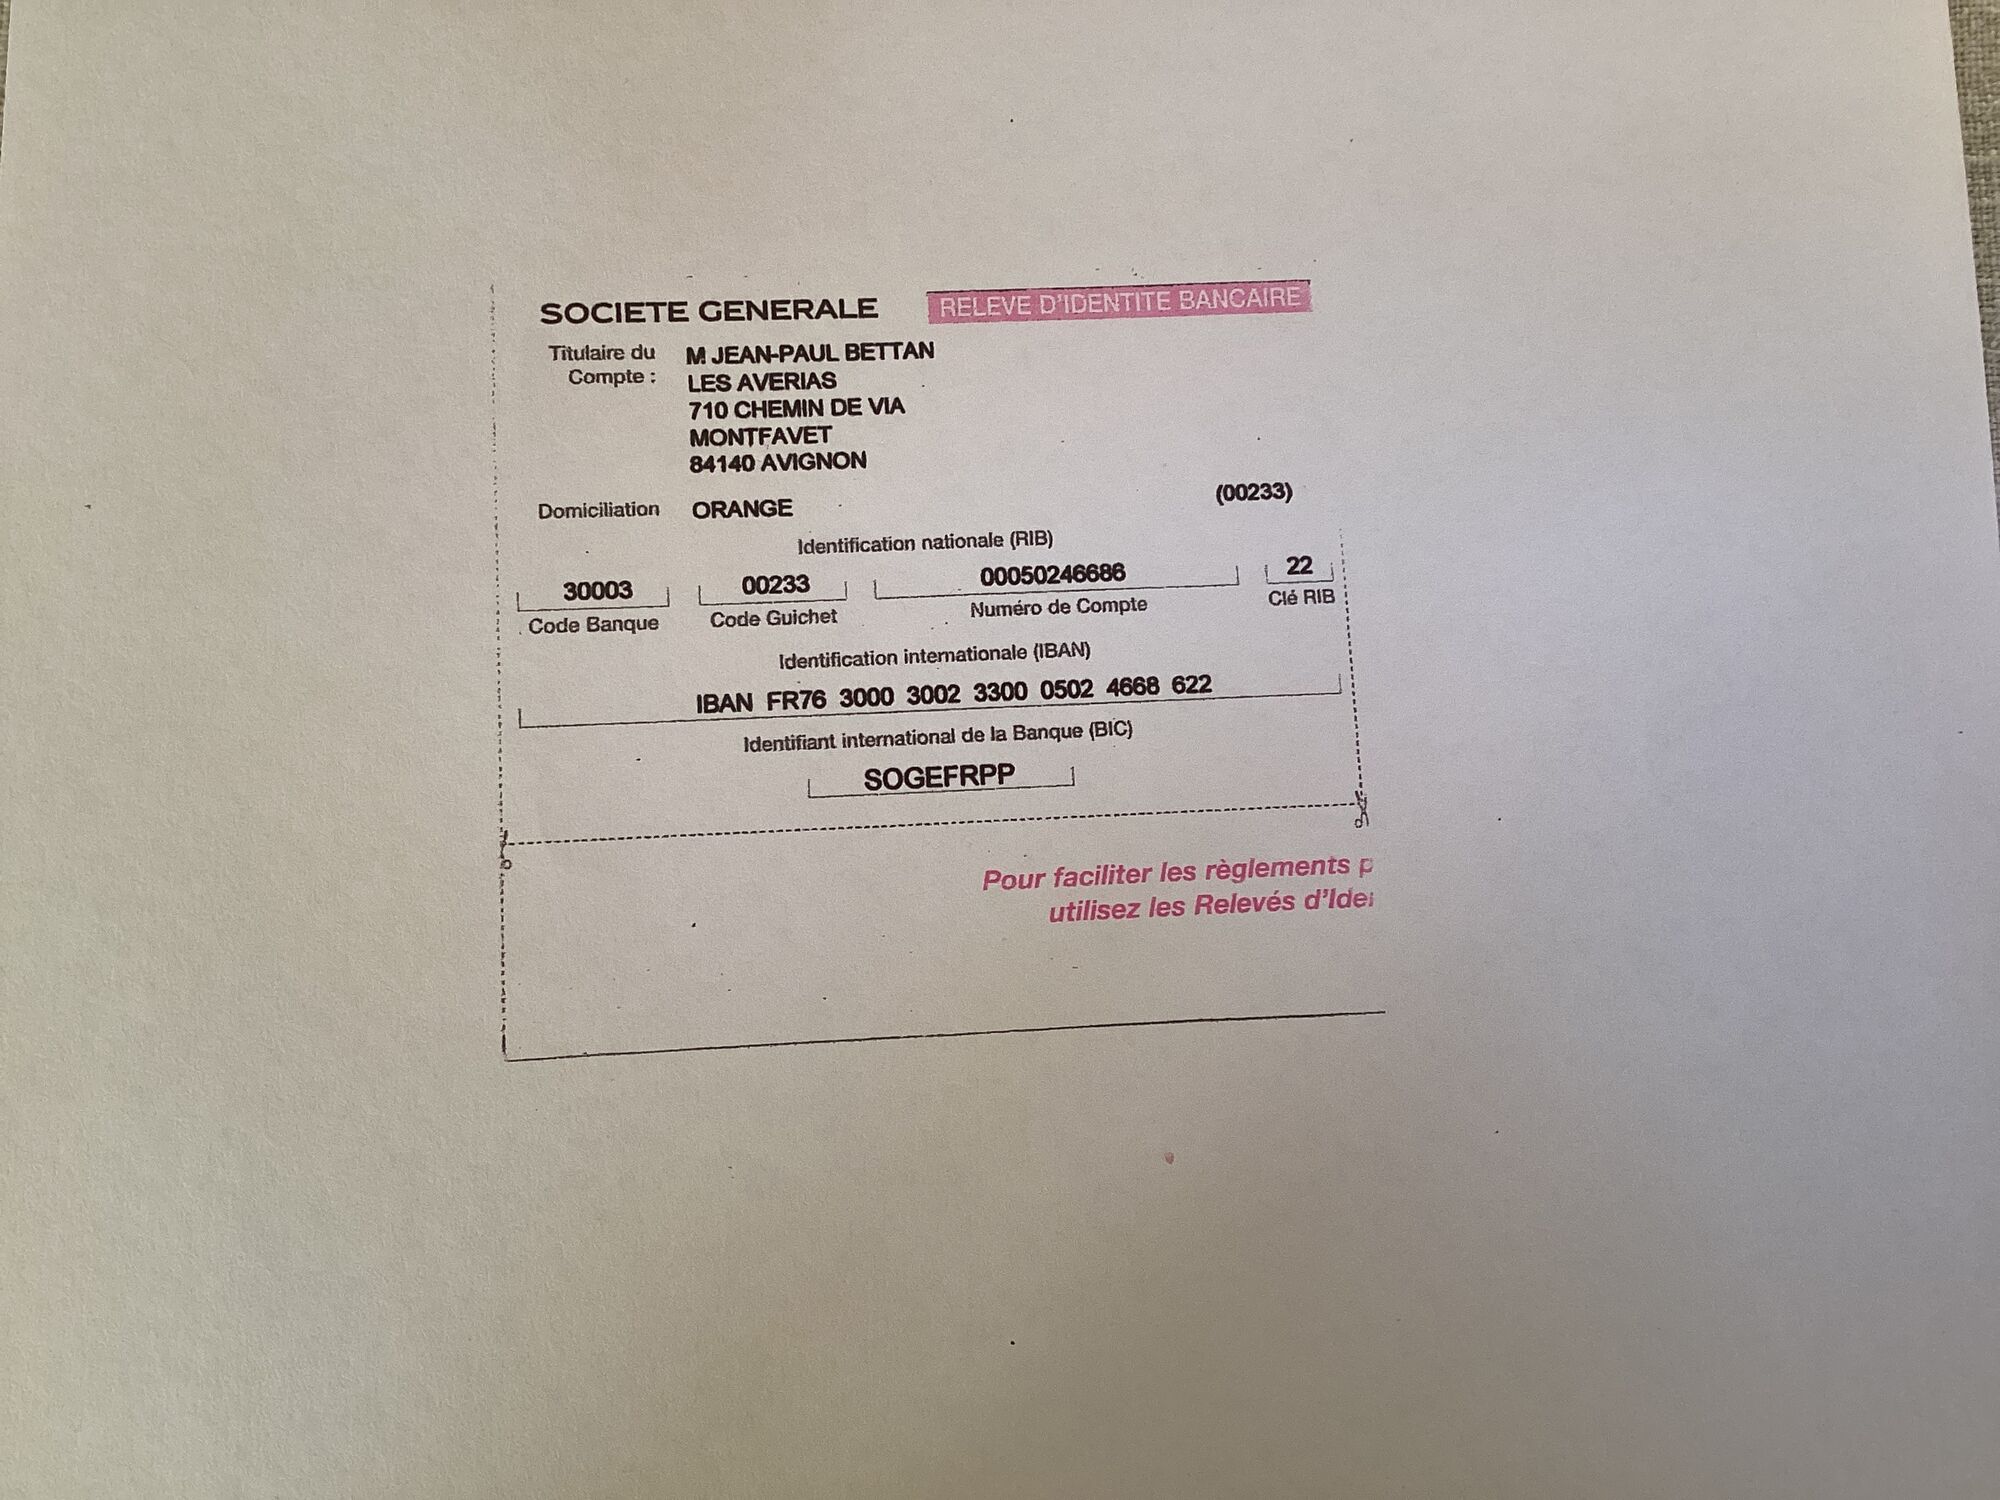 SOCIETE GENERALE RELEVE D'IDENTITE BANCAIRE
Titulaire du Compte : M JEAN-PAUL BETTAN
LES AVERIAS
710 CHEMIN DE VIA
MONTFAVET
84140 AVIGNON
Domiciliation ORANGE (00233)
Identification nationale (RIB)
30003 00233 00050246686 22
Code Banque Code Guichet Numéro de Compte Clé RIB
Identification internationale (IBAN)
IBAN FR76 3000 3002 3300 0502 4668 622
Identifiant international de la Banque (BIC)
SOGEFRPP
Pour faciliter les règlements p
utilisez les Relevés d'Iden